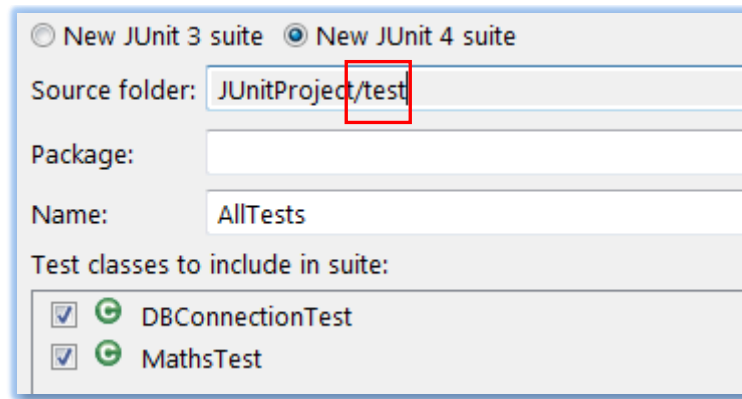 New JUnit 3 suite New JUnit 4 suite
Source folder: JUnitProject/test
Package:
Name: AllTests
Test classes to include in suite:
DBConnectionTest
MathsTest